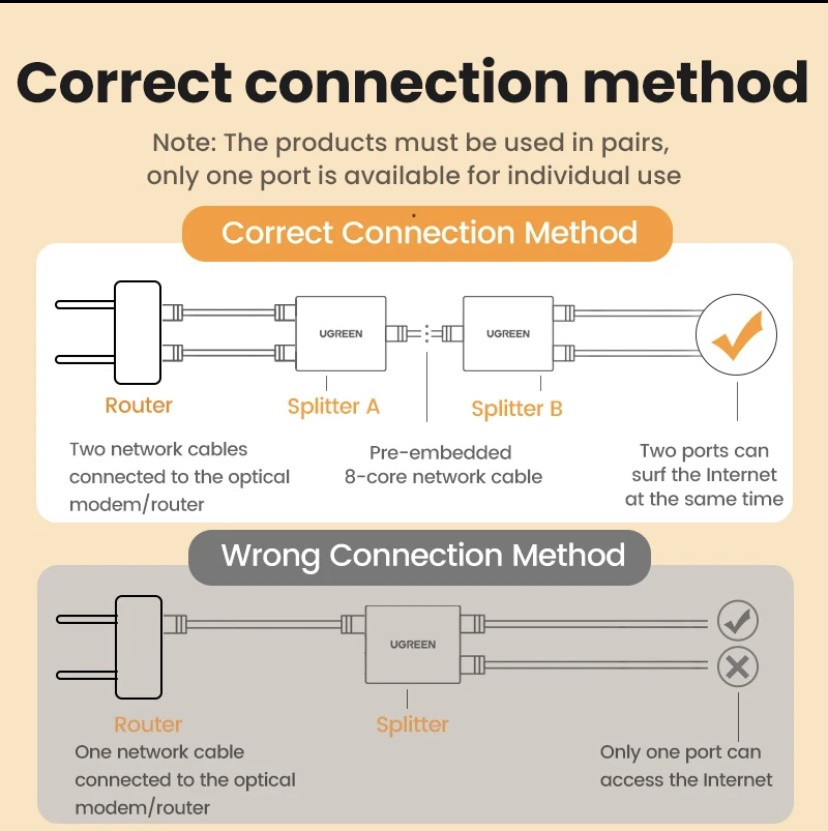 Correct connection method
Note: The products must be used in pairs,
only one port is available for individual use
Correct Connection Method
UGREEN
UGREEN
Router
Splitter A
Splitter B
Two network cables
connected to the optical
modem/router
Pre-embedded
8-core network cable
Two ports can
surf the Internet
at the same time
Wrong Connection Method
UGREEN
Router
Splitter
One network cable
connected to the optical
modem/router
Only one port can
access the Internet